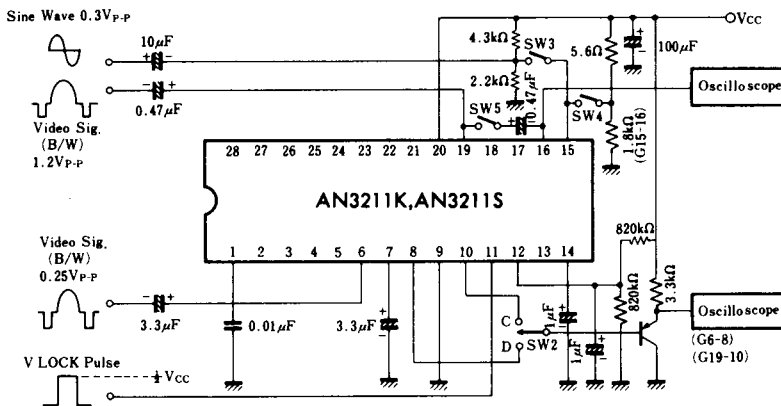 Sine Wave 0.3VP-P
10μF
+
−
4.3kΩ
SW3
5.6Ω
+
−
100μF
VCC
2.2kΩ
− +
0.47μF
Video Sig.
(B/W)
1.2VP-P
SW5
0.47μF
SW4
1.8kΩ
(G15-16)
Oscilloscope
28 27 26 25 24 23 22 21 20 19 18 17 16 15
AN3211K,AN3211S
1 2 3 4 5 6 7 8 9 10 11 12 13 14
Video Sig.
(B/W)
0.25VP-P
− +
3.3μF
0.01μF
3.3μF
+
−
C
D
SW2
1μF
+
1μF
+
−
820kΩ
820kΩ
3.3kΩ
Oscilloscope
(G6-8)
(G19-10)
V LOCK Pulse
VCC